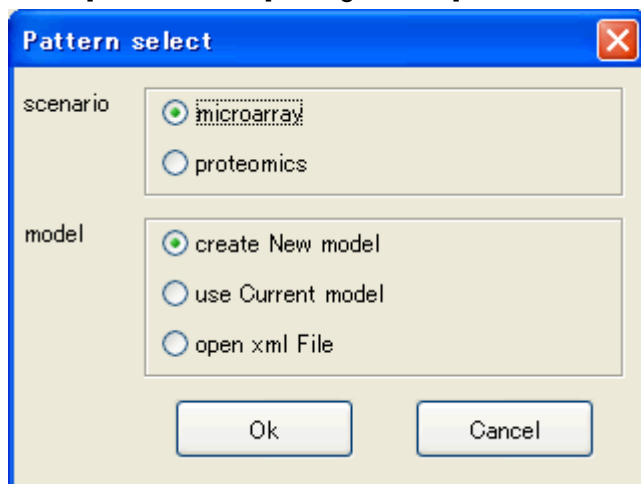 Pattern select
scenario
microarray
proteomics
model
create New model
use Current model
open xml File
Ok
Cancel